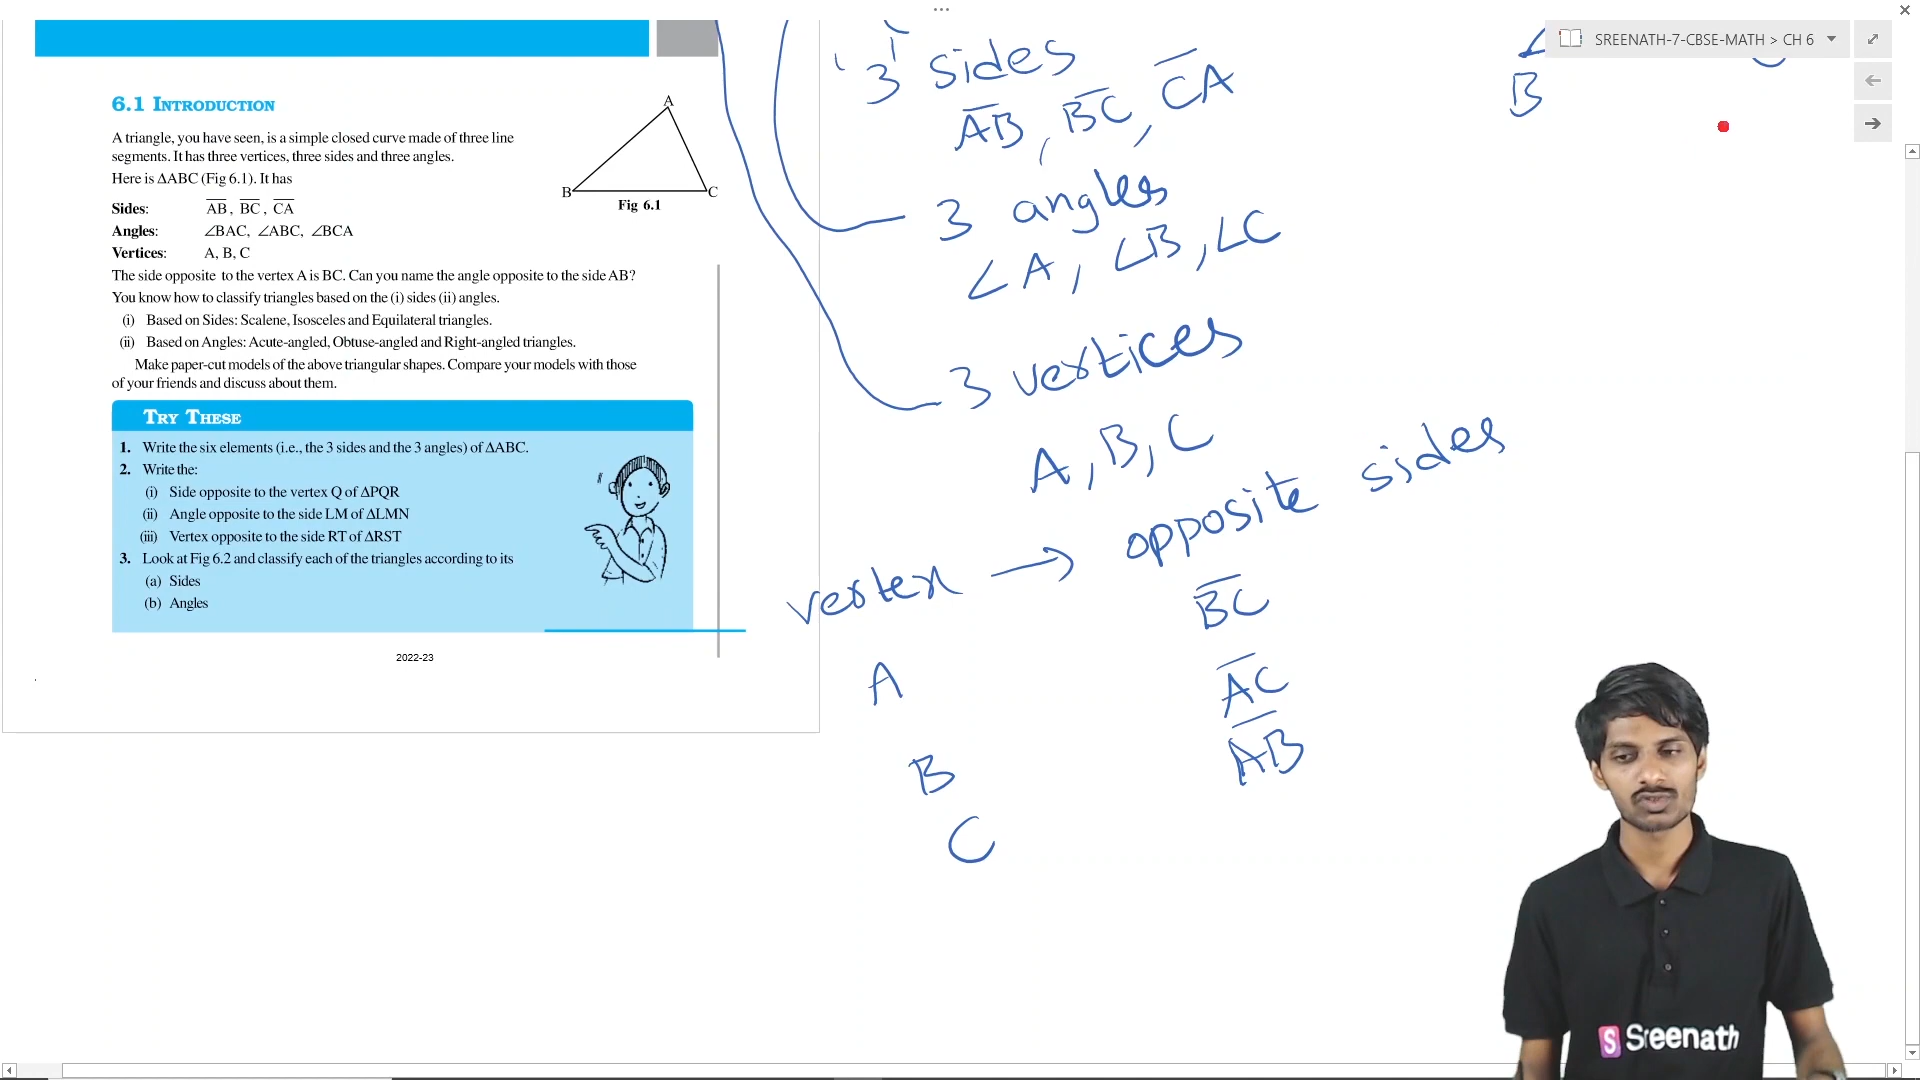 SREENATH-7-CBSE-MATH > CH 6
6.1 INTRODUCTION
A triangle, you have seen, is a simple closed curve made of three line
segments. It has three vertices, three sides and three angles.
Here is ΔABC (Fig 6.1). It has
Sides: AB, BC, CA
Angles: ∠BAC, ∠ABC, ∠BCA
Vertices: A, B, C
A
B
C
Fig 6.1
The side opposite to the vertex A is BC. Can you name the angle opposite to the side AB?
You know how to classify triangles based on the (i) sides (ii) angles.
(i) Based on Sides: Scalene, Isosceles and Equilateral triangles.
(ii) Based on Angles: Acute-angled, Obtuse-angled and Right-angled triangles.
Make paper-cut models of the above triangular shapes. Compare your models with those
of your friends and discuss about them.
TRY THESE
1. Write the six elements (i.e., the 3 sides and the 3 angles) of ΔABC.
2. Write the:
(i) Side opposite to the vertex Q of ΔPQR
(ii) Angle opposite to the side LM of ΔLMN
(iii) Vertex opposite to the side RT of ΔRST
3. Look at Fig 6.2 and classify each of the triangles according to its
(a) Sides
(b) Angles
2022-23
3 sides
AB, BC, CA
3 angles
∠A, ∠B, ∠C
3 vertices
A, B, C
vertex → opposite sides
BC
A
AC
B
AB
C
B
Sreenath